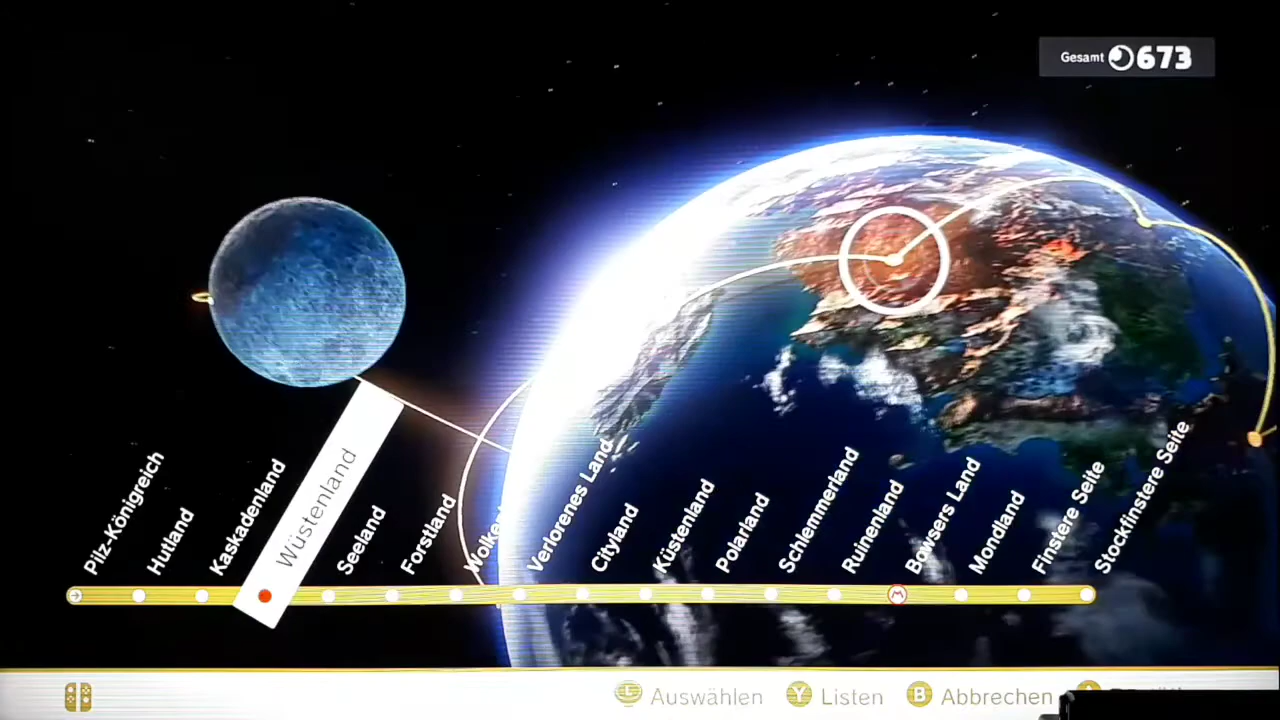 Gesamt 673
Pilz-Königreich
Hutland
Kaskadenland
Wüstenland
Seeland
Forstland
Verlorenes Land
Cityland
Küstenland
Polarland
Schlemmerland
Ruinenland
Bowsers Land
Mondland
Finstere Seite
Stockfinstere Seite
L Auswählen Y Listen B Abbrechen